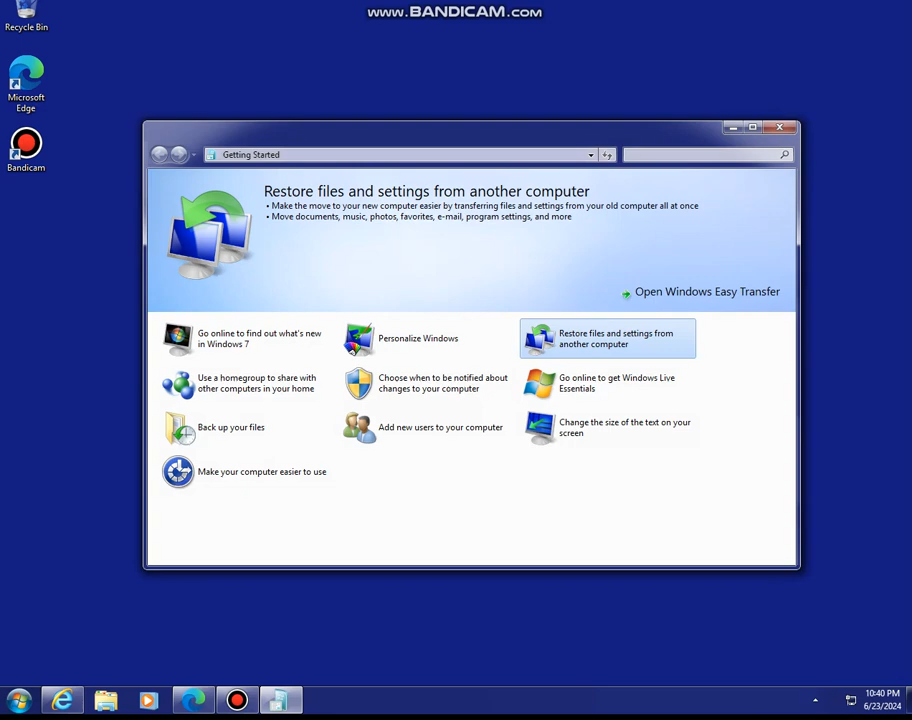 www.BANDICAM.com
Recycle Bin
Microsoft
Edge
Bandicam
Getting Started
Restore files and settings from another computer
• Make the move to your new computer easier by transferring files and settings from your old computer all at once
• Move documents, music, photos, favorites, e-mail, program settings, and more
Open Windows Easy Transfer
Go online to find out what's new
in Windows 7
Personalize Windows
Restore files and settings from
another computer
Use a homegroup to share with
other computers in your home
Choose when to be notified about
changes to your computer
Go online to get Windows Live
Essentials
Back up your files
Add new users to your computer
Change the size of the text on your
screen
Make your computer easier to use
10:40 PM
6/23/2024